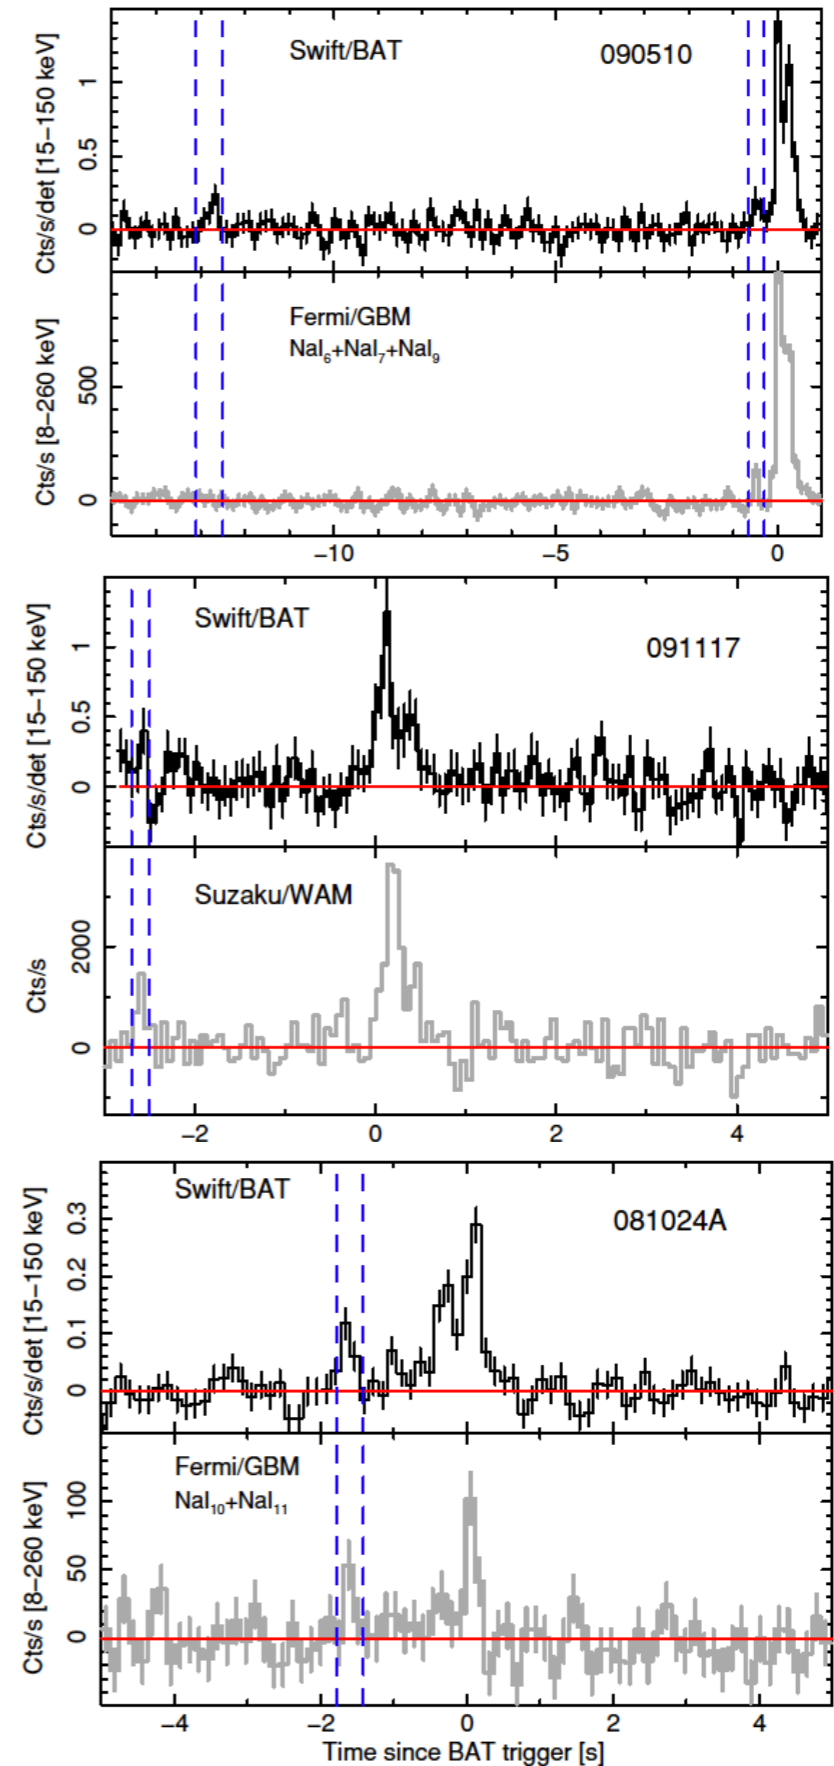 Cts/s/det [15−150 keV]
Swift/BAT
090510
1
0.5
0
Cts/s [8−260 keV]
Fermi/GBM
NaI₆+NaI₇+NaI₉
500
0
−10 −5 0
Cts/s/det [15−150 keV]
Swift/BAT
091117
1
0.5
0
Cts/s
Suzaku/WAM
2000
0
−2 0 2 4
Cts/s/det [15−150 keV]
Swift/BAT
081024A
0.3
0.2
0.1
0
Cts/s [8−260 keV]
Fermi/GBM
NaI₁₀+NaI₁₁
100
50
0
−4 −2 0 2 4
Time since BAT trigger [s]